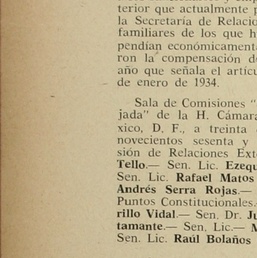 terior que actualmente p
la Secretaría de Relacio
familiares de los que h
pendían económicament
ron la compensación d
año que señala el artícu
de enero de 1934.
Sala de Comisiones "
jada" de la H. Cámar
xico, D. F., a treinta
novecientos sesenta y
sión de Relaciones Ext
Tello.— Sen. Lic. Ezequ
Sen. Lic. Rafael Matos
Andrés Serra Rojas.—
Puntos Constitucionales.
rillo Vidal.— Sen. Dr. Ju
tamante.— Sen. Lic.— M
Sen. Lic. Raúl Bolaños